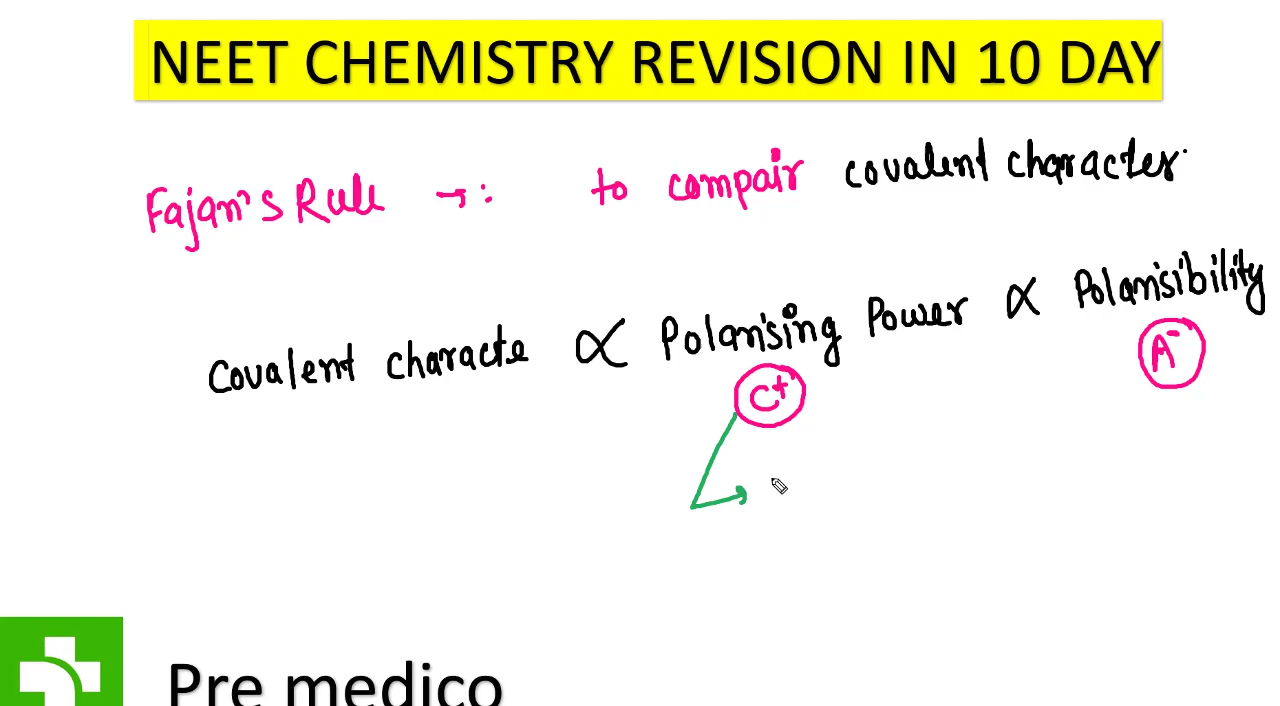 NEET CHEMISTRY REVISION IN 10 DAY
Fajan's Rule →: to compair covalent character.
Covalent characte ∝ Polarising Power ∝ Polarisibility
C+ A-
Pre medico